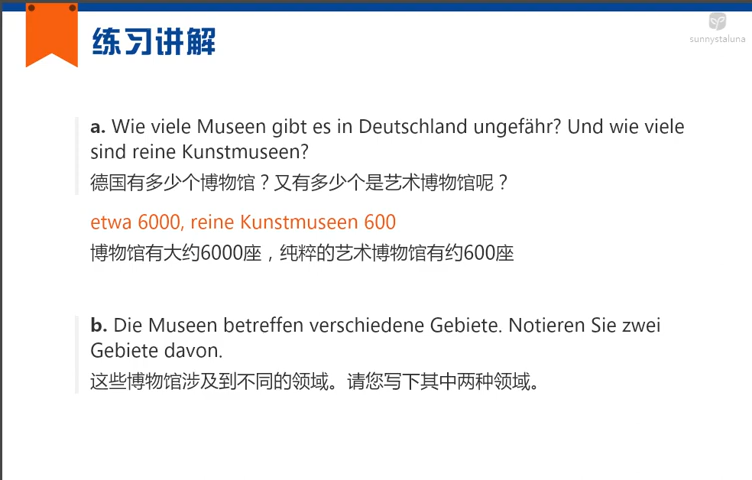 练习讲解
sunnystaluna
a. Wie viele Museen gibt es in Deutschland ungefähr? Und wie viele
sind reine Kunstmuseen?
德国有多少个博物馆？又有多少个是艺术博物馆呢？
etwa 6000, reine Kunstmuseen 600
博物馆有大约6000座，纯粹的艺术博物馆有约600座
b. Die Museen betreffen verschiedene Gebiete. Notieren Sie zwei
Gebiete davon.
这些博物馆涉及到不同的领域。请您写下其中两种领域。